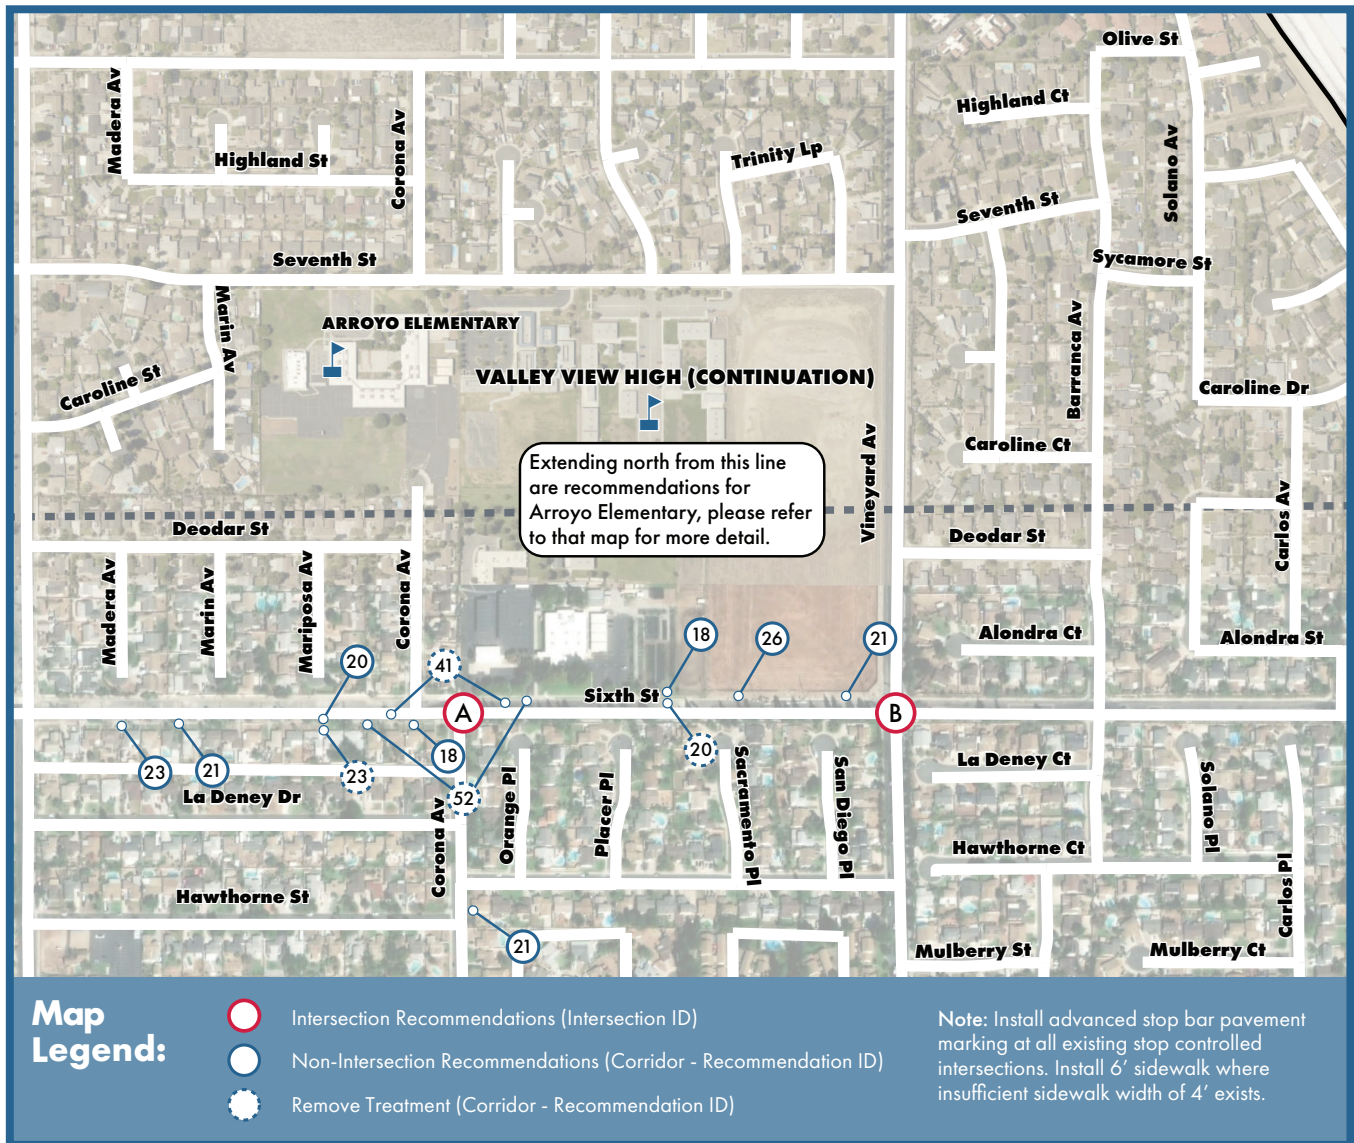 Olive St
Madera Av
Highland Ct
Corona Av
Solano Av
Highland St
Trinity Lp
Seventh St
Seventh St
Sycamore St
Marin Av
ARROYO ELEMENTARY
Barranca Av
Caroline St
VALLEY VIEW HIGH (CONTINUATION)
Caroline Dr
Vineyard Av
Caroline Ct
Extending north from this line
are recommendations for
Arroyo Elementary, please refer
to that map for more detail.
Carlos Av
Deodar St
Deodar St
Madera Av
Marin Av
Mariposa Av
Corona Av
Alondra Ct
Alondra St
18
26
21
20
41
Sixth St
A
B
23
21
23
18
20
52
La Deney Dr
La Deney Ct
Orange Pl
Placer Pl
Sacramento Pl
San Diego Pl
Solano Pl
Corona Av
Hawthorne Ct
Hawthorne St
Carlos Pl
21
Mulberry St
Mulberry Ct
Map
Legend:
Intersection Recommendations (Intersection ID)
Non-Intersection Recommendations (Corridor - Recommendation ID)
Remove Treatment (Corridor - Recommendation ID)
Note: Install advanced stop bar pavement
marking at all existing stop controlled
intersections. Install 6’ sidewalk where
insufficient sidewalk width of 4’ exists.